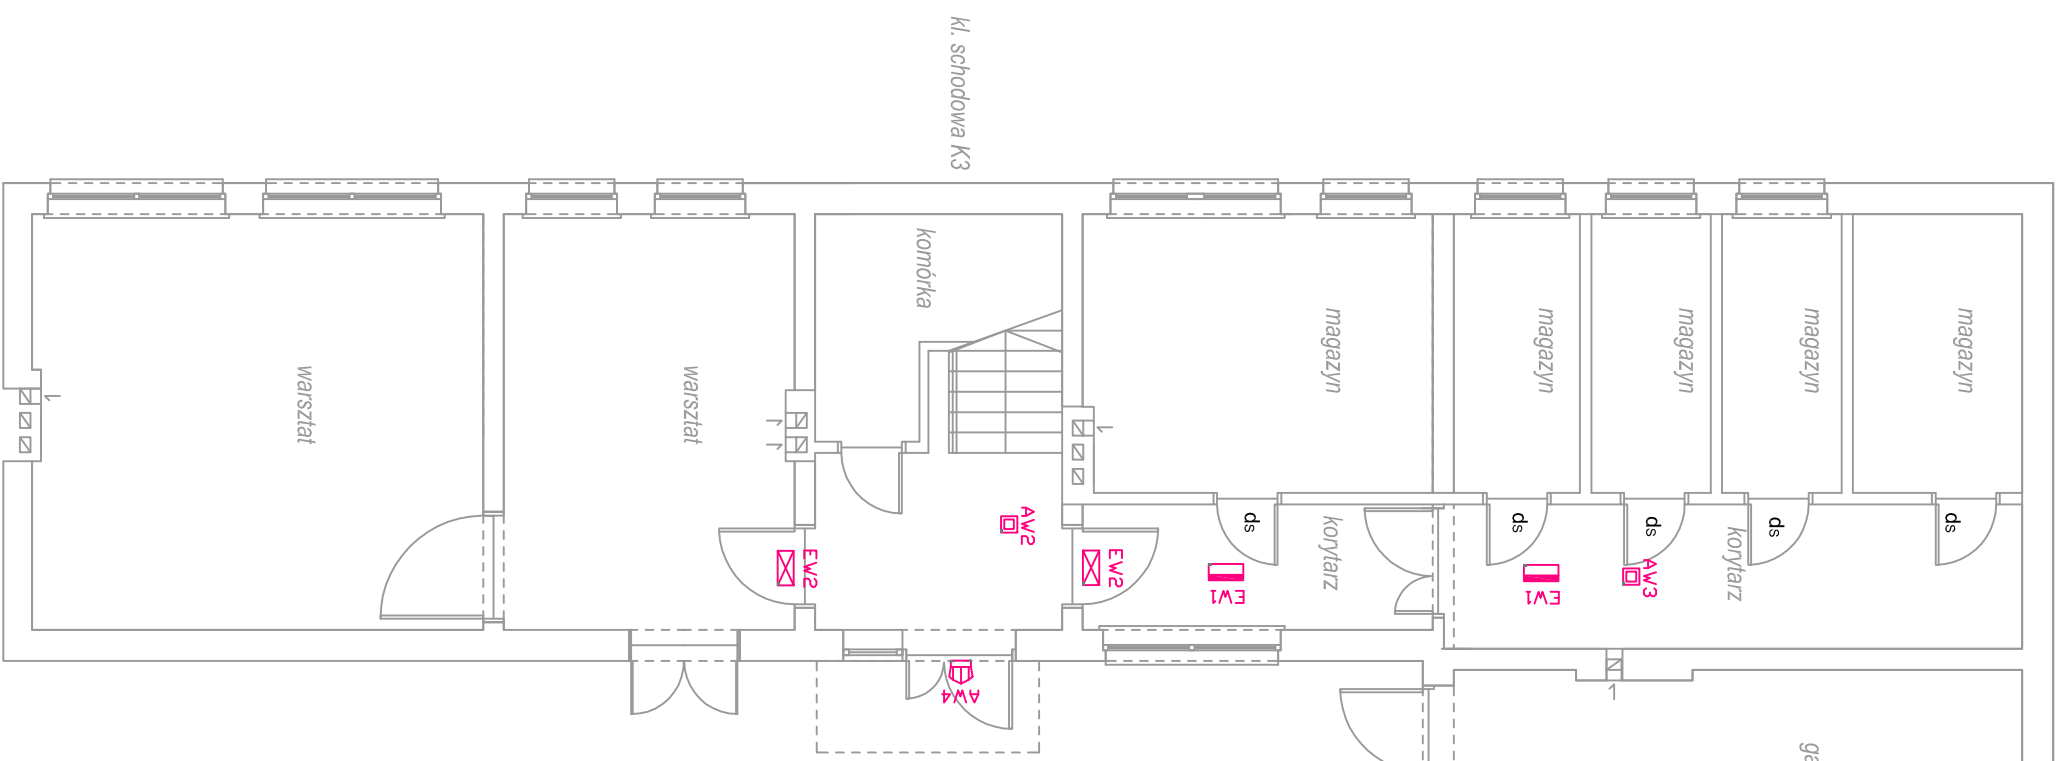 kl. schodowa K3
komórka
warsztat
warsztat
magazyn
magazyn
magazyn
magazyn
magazyn
1
1
1
1
AW2
EW2
EW2
EW1
korytarz
ds
ds
ds
ds
ds
korytarz
EW1
AW3
AW4
1
ga